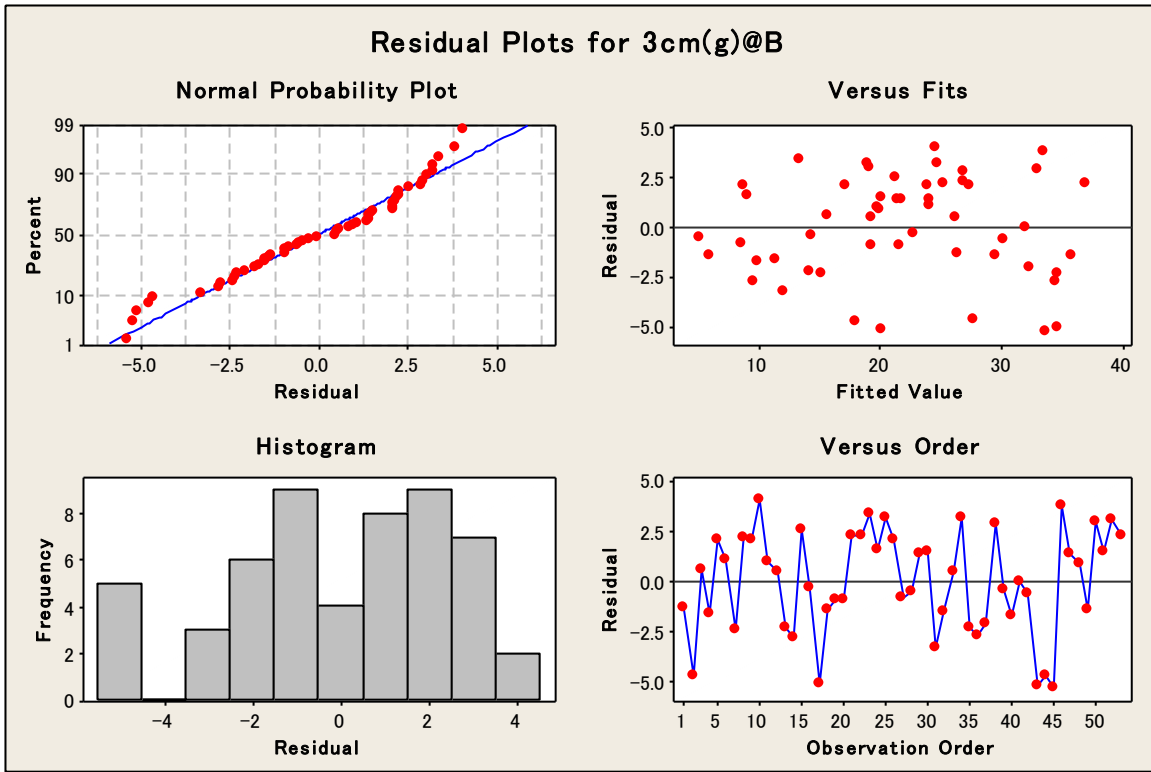 Residual Plots for 3cm(g)@B
Normal Probability Plot
99
90
50
10
1
Percent
−5.0 −2.5 0.0 2.5 5.0
Residual
Versus Fits
5.0
2.5
0.0
−2.5
−5.0
Residual
10 20 30 40
Fitted Value
Histogram
8
6
4
2
0
Frequency
−4 −2 0 2 4
Residual
Versus Order
5.0
2.5
0.0
−2.5
−5.0
Residual
1 5 10 15 20 25 30 35 40 45 50
Observation Order